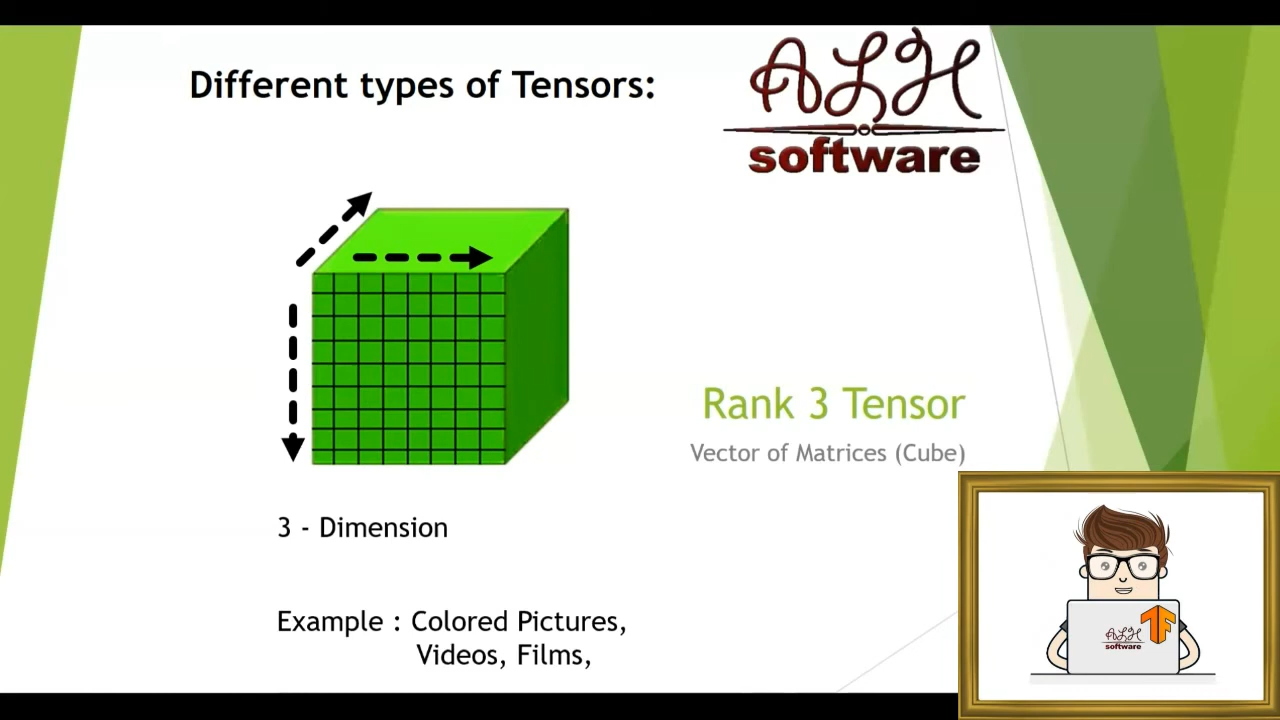 Different types of Tensors:
ALH
software
Rank 3 Tensor
Vector of Matrices (Cube)
3 - Dimension
Example : Colored Pictures,
Videos, Films,
ALH
software
TF